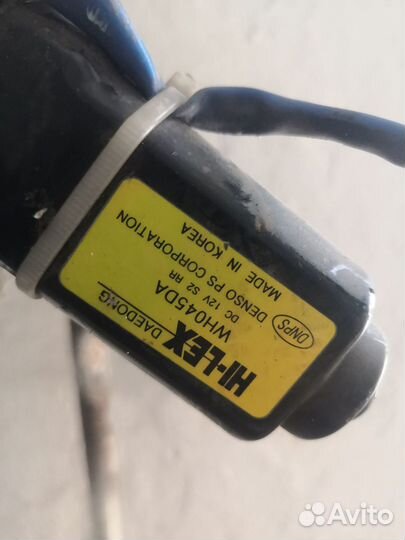 HI-LEX DAEDONG
WH045DA
DC 12V S2 RR
DENSO PS CORPORATION
MADE IN KOREA
DNPS
Avito